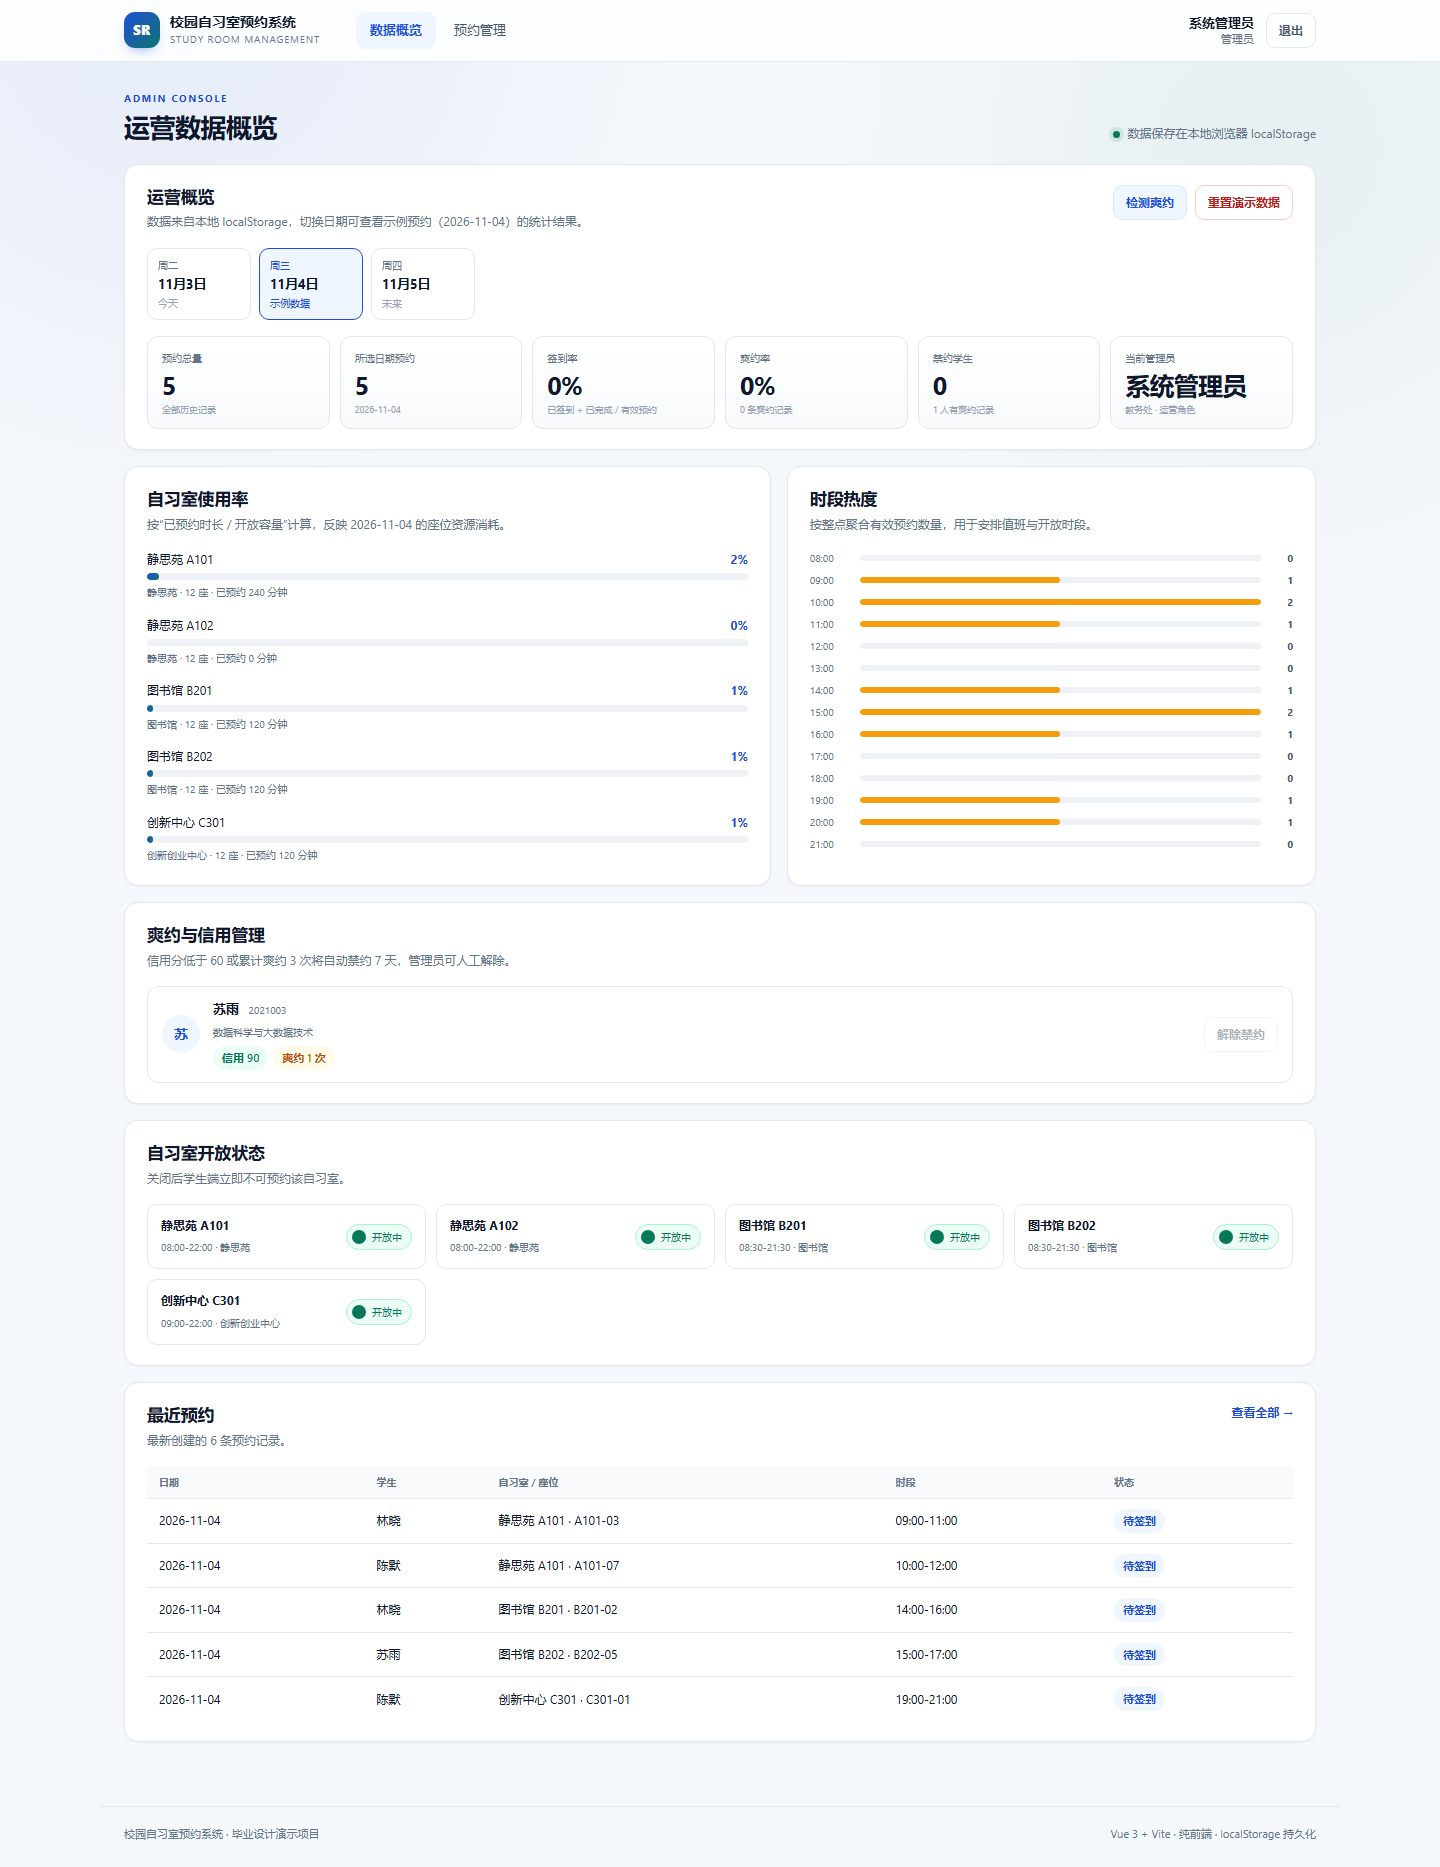 SR
校园自习室预约系统
STUDY ROOM MANAGEMENT
数据概览
预约管理
系统管理员
管理员
退出
ADMIN CONSOLE
运营数据概览
数据保存在本地浏览器 localStorage
运营概览
数据来自本地 localStorage，切换日期可查看示例预约（2026-11-04）的统计结果。
检测爽约
重置演示数据
周二
11月3日
今天
周三
11月4日
示例数据
周四
11月5日
未来
预约总量
5
全部历史记录
所选日期预约
5
2026-11-04
签到率
0%
已签到 + 已完成 / 有效预约
爽约率
0%
0 条爽约记录
禁约学生
0
1 人有爽约记录
当前管理员
系统管理员
教务处 · 运营角色
自习室使用率
按“已预约时长 / 开放容量”计算，反映 2026-11-04 的座位资源消耗。
静思苑 A101 2%
静思苑 · 12 座 · 已预约 240 分钟
静思苑 A102 0%
静思苑 · 12 座 · 已预约 0 分钟
图书馆 B201 1%
图书馆 · 12 座 · 已预约 120 分钟
图书馆 B202 1%
图书馆 · 12 座 · 已预约 120 分钟
创新中心 C301 1%
创新创业中心 · 12 座 · 已预约 120 分钟
时段热度
按整点聚合有效预约数量，用于安排值班与开放时段。
08:00 0
09:00 1
10:00 2
11:00 1
12:00 0
13:00 0
14:00 1
15:00 2
16:00 1
17:00 0
18:00 0
19:00 1
20:00 1
21:00 0
爽约与信用管理
信用分低于 60 或累计爽约 3 次将自动禁约 7 天，管理员可人工解除。
苏
苏雨 2021003
数据科学与大数据技术
信用 90 爽约 1 次
解除禁约
自习室开放状态
关闭后学生端立即不可预约该自习室。
静思苑 A101
08:00-22:00 · 静思苑
开放中
静思苑 A102
08:00-22:00 · 静思苑
开放中
图书馆 B201
08:30-21:30 · 图书馆
开放中
图书馆 B202
08:30-21:30 · 图书馆
开放中
创新中心 C301
09:00-22:00 · 创新创业中心
开放中
最近预约
最新创建的 6 条预约记录。
查看全部 →
日期 学生 自习室 / 座位 时段 状态
2026-11-04 林晓 静思苑 A101 · A101-03 09:00-11:00 待签到
2026-11-04 陈默 静思苑 A101 · A101-07 10:00-12:00 待签到
2026-11-04 林晓 图书馆 B201 · B201-02 14:00-16:00 待签到
2026-11-04 苏雨 图书馆 B202 · B202-05 15:00-17:00 待签到
2026-11-04 陈默 创新中心 C301 · C301-01 19:00-21:00 待签到
校园自习室预约系统 · 毕业设计演示项目
Vue 3 + Vite · 纯前端 · localStorage 持久化